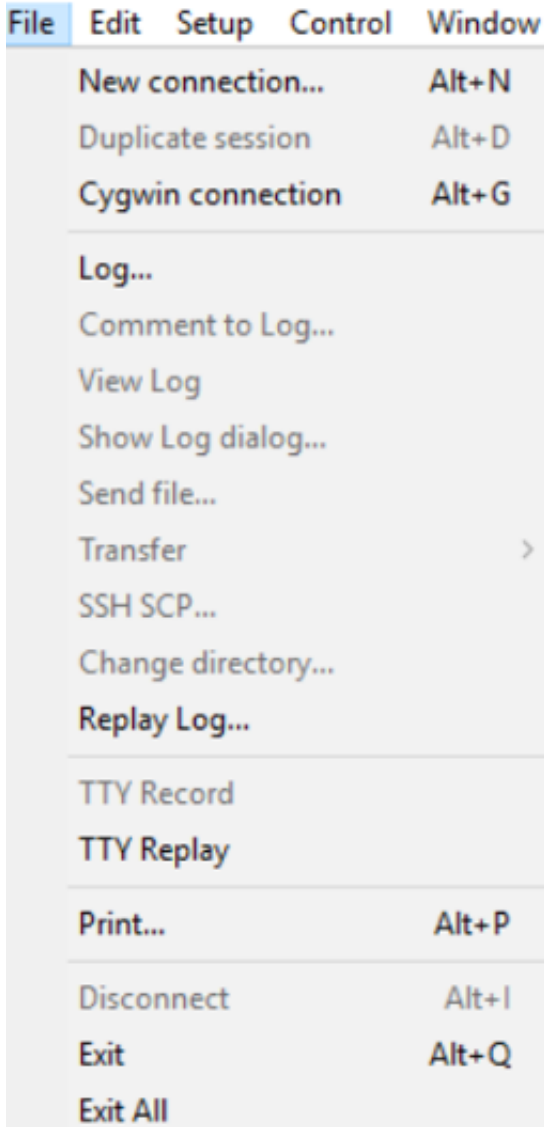 File Edit Setup Control Window
New connection... Alt+N
Duplicate session Alt+D
Cygwin connection Alt+G
Log...
Comment to Log...
View Log
Show Log dialog...
Send file...
Transfer >
SSH SCP...
Change directory...
Replay Log...
TTY Record
TTY Replay
Print... Alt+P
Disconnect Alt+I
Exit Alt+Q
Exit All